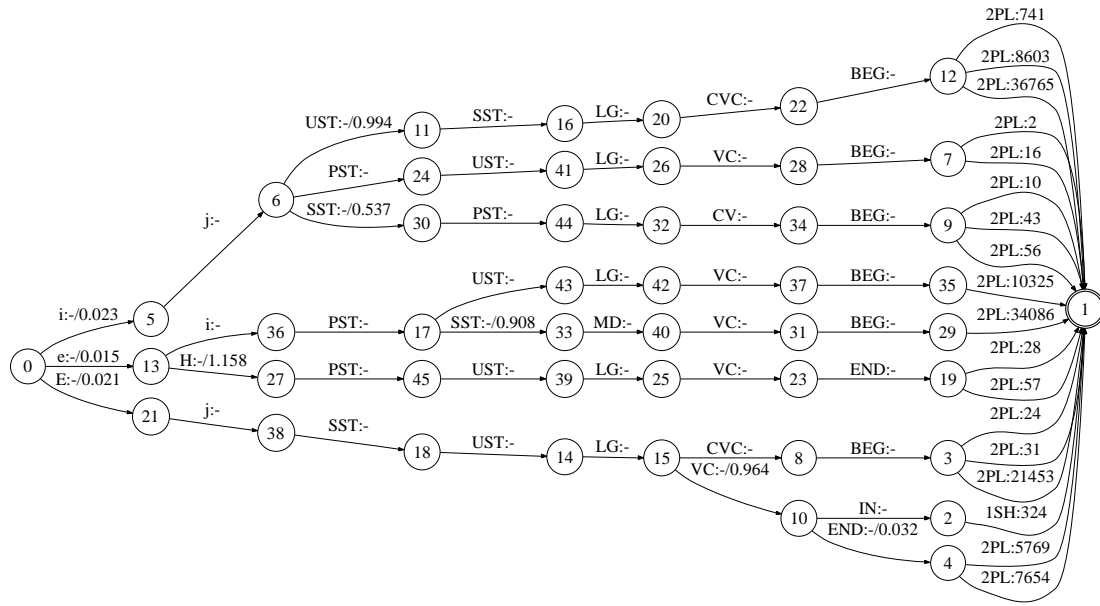 2PL:741
2PL:8603
BEG:-
12
2PL:36765
CVC:-
22
UST:-/0.994
11
SST:-
16
LG:-
20
2PL:2
PST:-
24
UST:-
41
LG:-
26
VC:-
28
BEG:-
7
2PL:16
6
2PL:10
SST:-/0.537
30
PST:-
44
LG:-
32
CV:-
34
BEG:-
9
2PL:43
j:-
2PL:56
UST:-
43
LG:-
42
VC:-
37
BEG:-
35
2PL:10325
1
i:-/0.023
5
i:-
36
PST:-
17
SST:-/0.908
33
MD:-
40
VC:-
31
BEG:-
29
2PL:34086
0
e:-/0.015
13
H:-/1.158
27
PST:-
45
UST:-
39
LG:-
25
VC:-
23
END:-
19
2PL:28
2PL:57
E:-/0.021
21
j:-
38
SST:-
18
UST:-
14
LG:-
15
CVC:-
8
BEG:-
3
2PL:24
2PL:31
2PL:21453
VC:-/0.964
10
IN:-
2
1SH:324
END:-/0.032
4
2PL:5769
2PL:7654